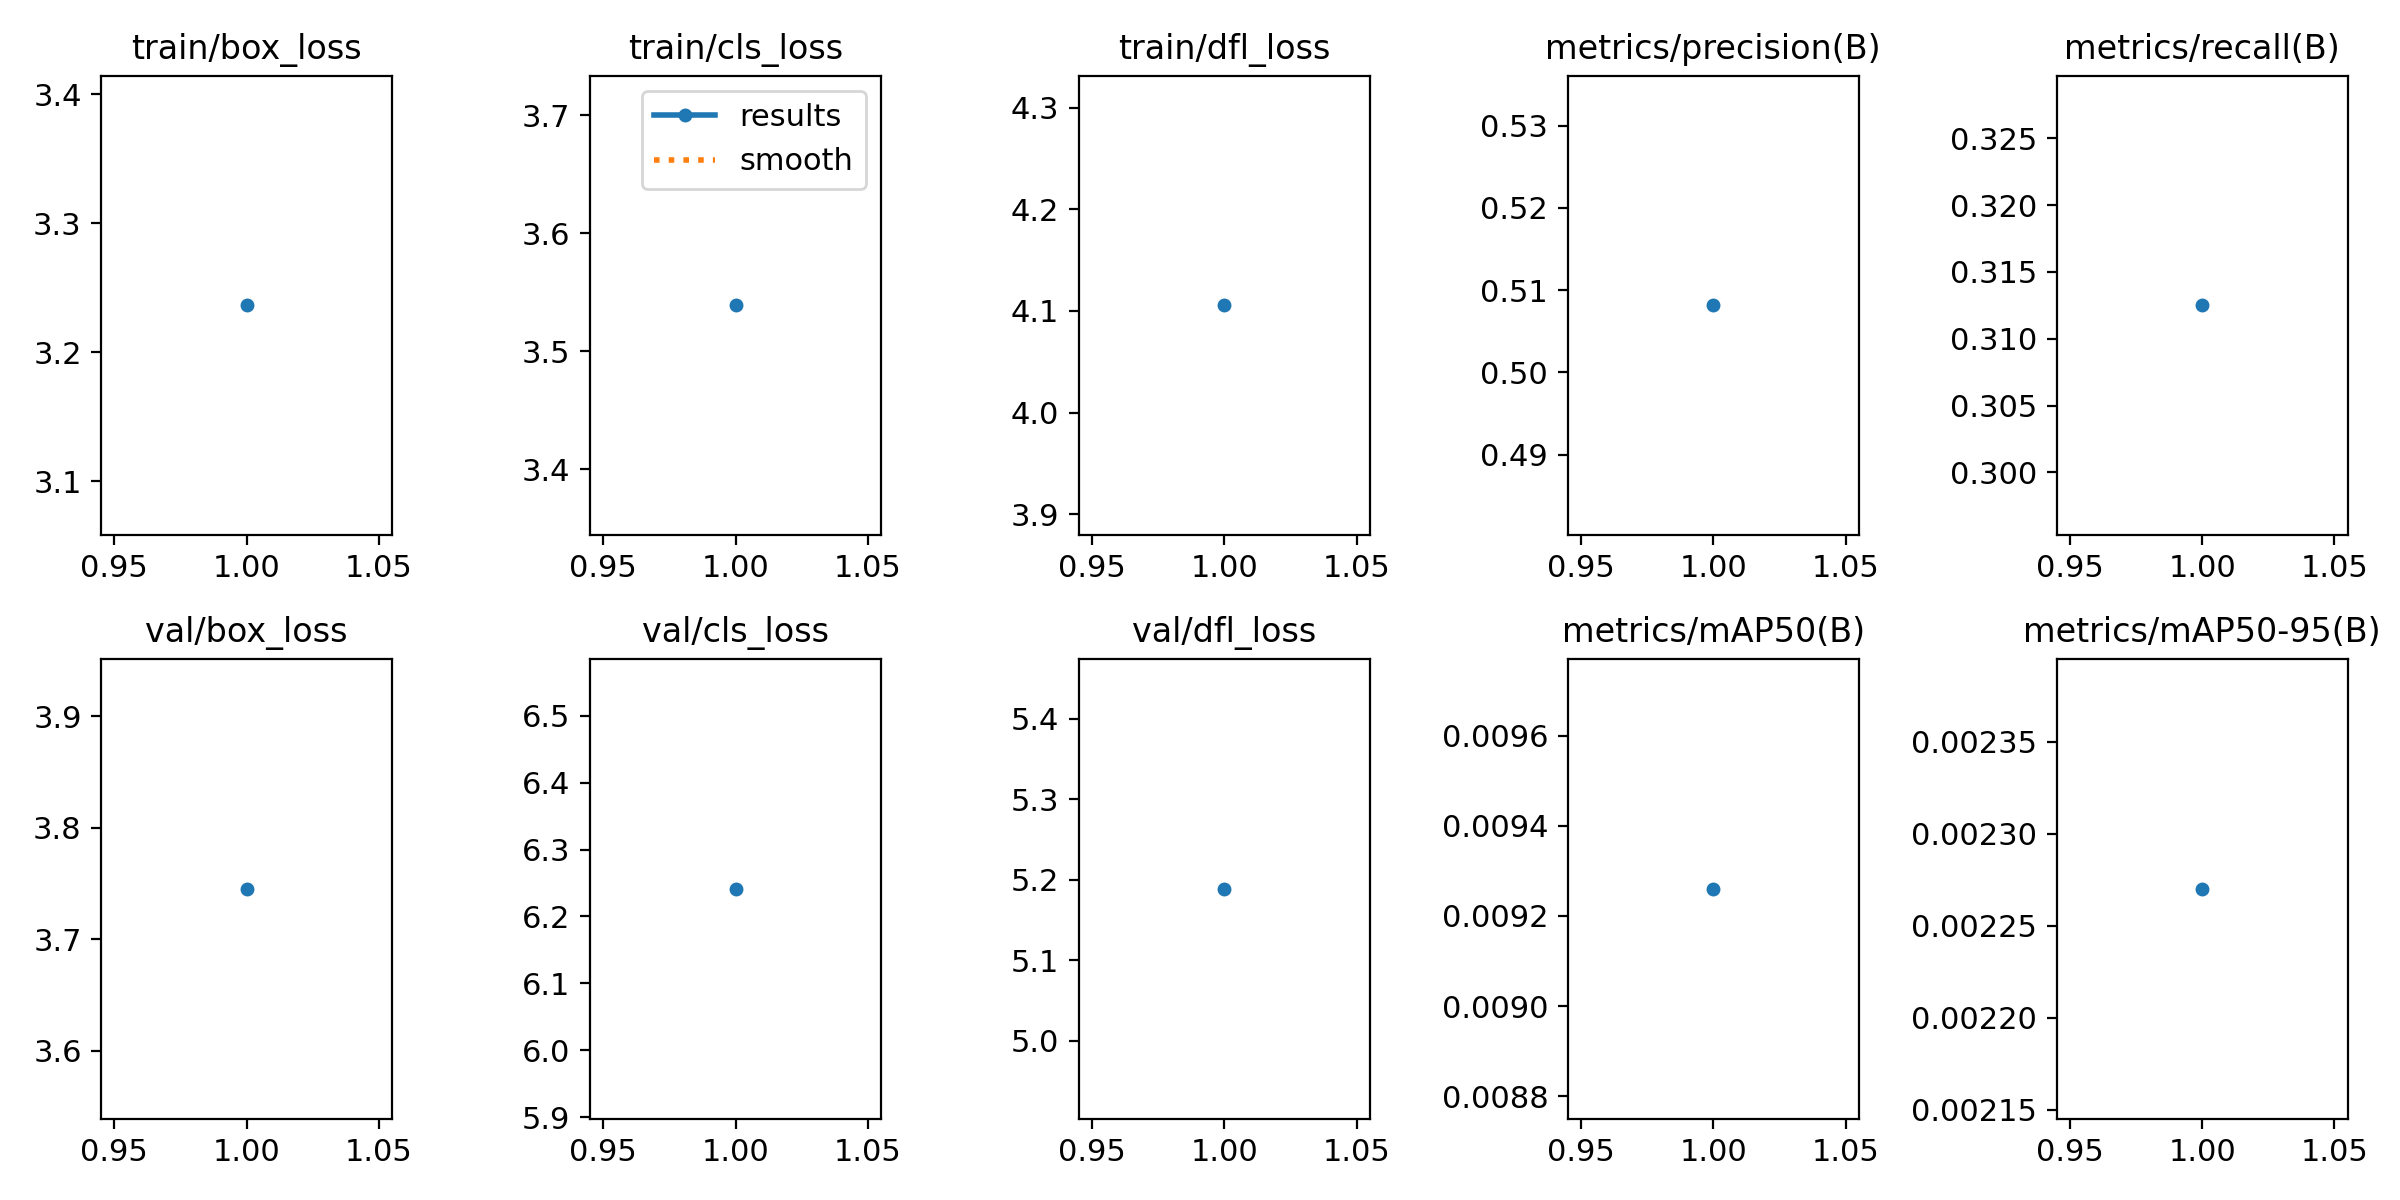 train/box_loss
3.4
3.3
3.2
3.1
0.95 1.00 1.05
train/cls_loss
results
smooth
3.7
3.6
3.5
3.4
0.95 1.00 1.05
train/dfl_loss
4.3
4.2
4.1
4.0
3.9
0.95 1.00 1.05
metrics/precision(B)
0.53
0.52
0.51
0.50
0.49
0.95 1.00 1.05
metrics/recall(B)
0.325
0.320
0.315
0.310
0.305
0.300
0.95 1.00 1.05
val/box_loss
3.9
3.8
3.7
3.6
0.95 1.00 1.05
val/cls_loss
6.5
6.4
6.3
6.2
6.1
6.0
5.9
0.95 1.00 1.05
val/dfl_loss
5.4
5.3
5.2
5.1
5.0
0.95 1.00 1.05
metrics/mAP50(B)
0.0096
0.0094
0.0092
0.0090
0.0088
0.95 1.00 1.05
metrics/mAP50-95(B)
0.00235
0.00230
0.00225
0.00220
0.00215
0.95 1.00 1.05